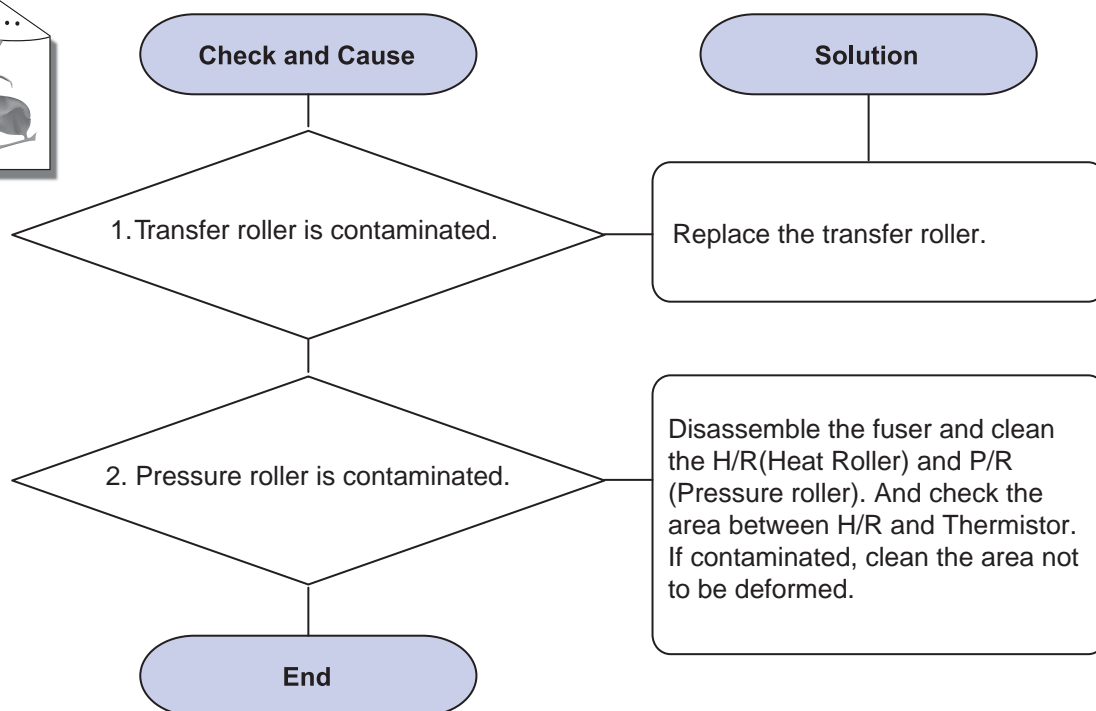 Check and Cause
Solution
1. Transfer roller is contaminated.
Replace the transfer roller.
2. Pressure roller is contaminated.
Disassemble the fuser and clean
the H/R(Heat Roller) and P/R
(Pressure roller). And check the
area between H/R and Thermistor.
If contaminated, clean the area not
to be deformed.
End